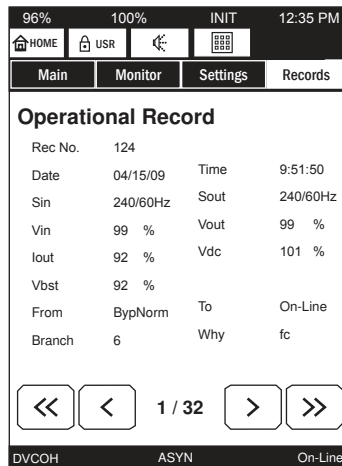 96% 100% INIT 12:35 PM
HOME USR
Main Monitor Settings Records
Operational Record
Rec No. 124
Date 04/15/09 Time 9:51:50
Sin 240/60Hz Sout 240/60Hz
Vin 99 % Vout 99 %
Iout 92 % Vdc 101 %
Vbst 92 %
From BypNorm To On-Line
Branch 6 Why fc
<< < 1 / 32 > >>
DVCOH ASYN On-Line